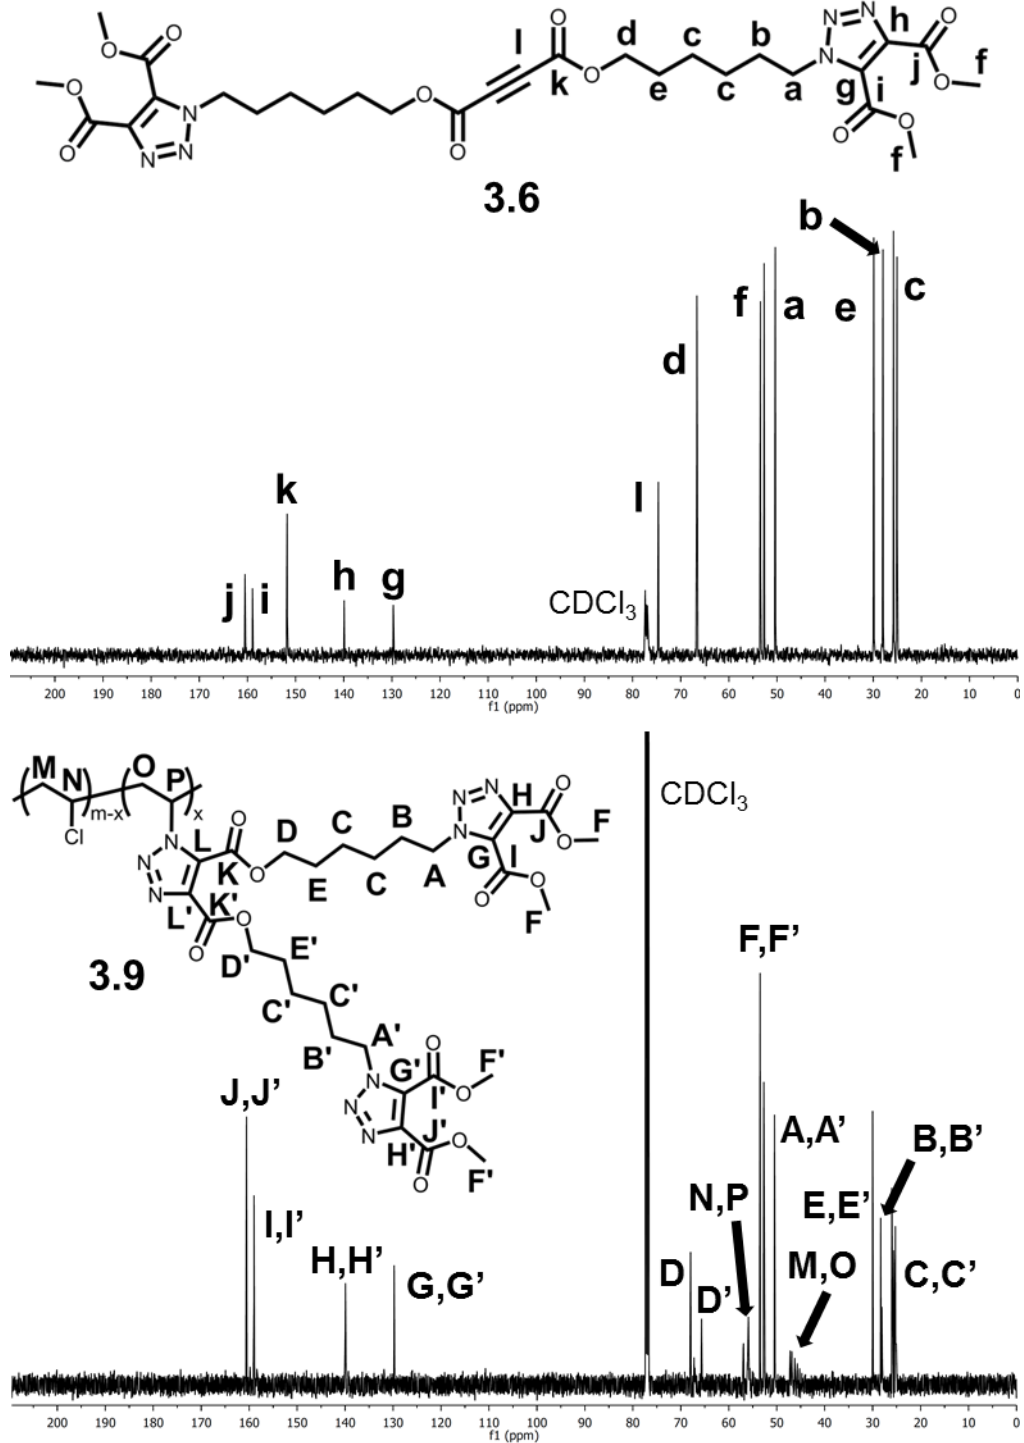 O O O l O d c b N=N h O
O k O e c a N g j O f
O O N O O i O
N=N O O f
3.6
b
f a e c
d
k l
j i h g CDCl3
200 190 180 170 160 150 140 130 120 110 100 90 80 70 60 50 40 30 20 10 0
f1 (ppm)
M N O P
m-x x
Cl
CDCl3
N L O D C B N=N H O F
N K O E C A N G J O
N L' K' O I O
O F
3.9 D' E'
C' C'
B' A'
N G' O F'
N I' O
N H' J' O
O F'
F,F'
J,J' A,A' B,B'
I,I' N,P E,E'
H,H' G,G' D D' M,O C,C'
200 190 180 170 160 150 140 130 120 110 100 90 80 70 60 50 40 30 20 10 0
f1 (ppm)